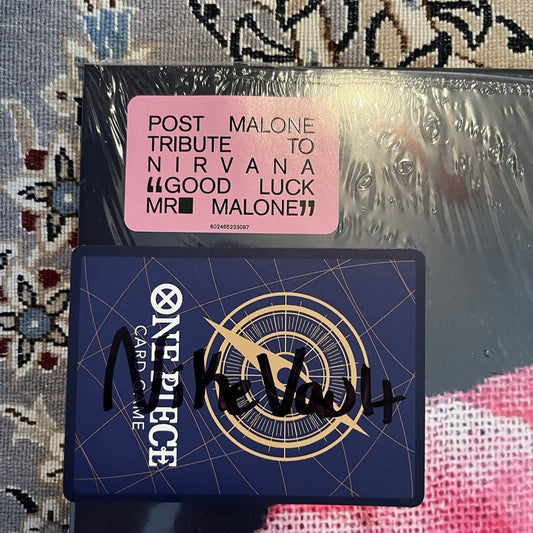 POST MALONE
TRIBUTE TO
NIRVANA
“GOOD LUCK
MR■ MALONE”
602465233087
ONE PIECE
CARD GAME
NikeVault